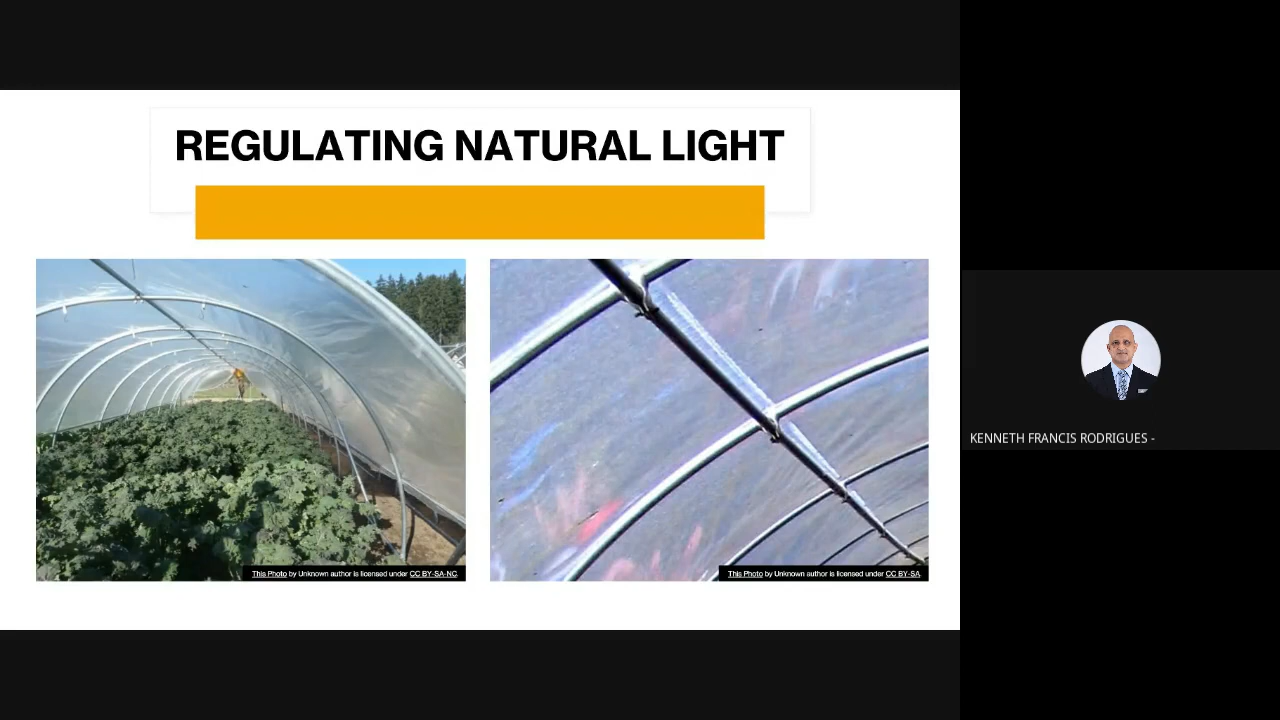 REGULATING NATURAL LIGHT
This Photo by Unknown author is licensed under CC BY-SA-NC.
This Photo by Unknown author is licensed under CC BY-SA.
KENNETH FRANCIS RODRIGUES -